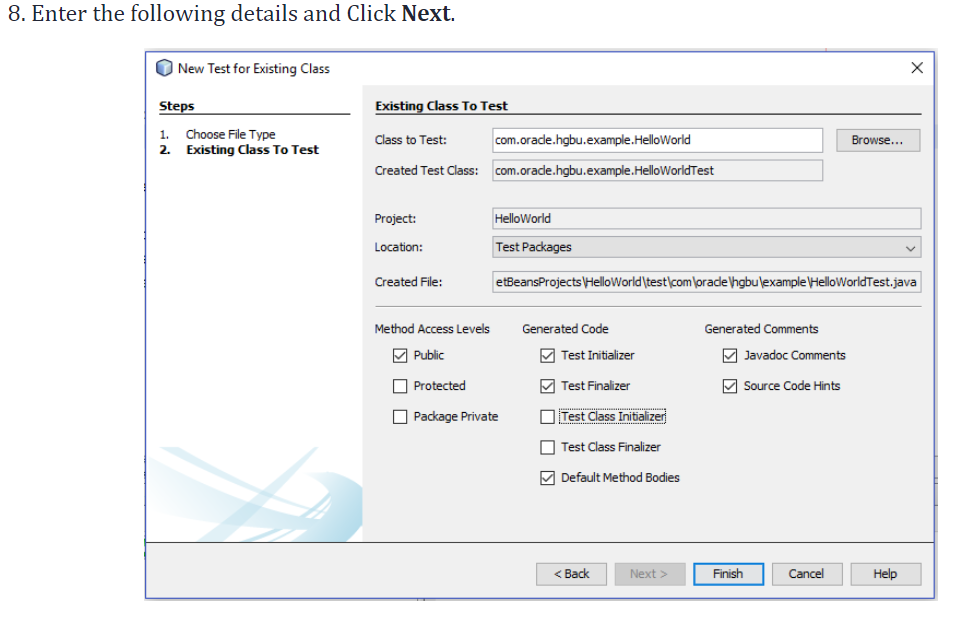 8. Enter the following details and Click Next.
New Test for Existing Class
Steps
1. Choose File Type
2. Existing Class To Test
Existing Class To Test
Class to Test: com.oracle.hgbu.example.HelloWorld Browse...
Created Test Class: com.oracle.hgbu.example.HelloWorldTest
Project: HelloWorld
Location: Test Packages
Created File: etBeansProjects\HelloWorld\test\com\oracle\hgbu\example\HelloWorldTest.java
Method Access Levels Generated Code Generated Comments
Public Test Initializer Javadoc Comments
Protected Test Finalizer Source Code Hints
Package Private Test Class Initializer
Test Class Finalizer
Default Method Bodies
< Back Next > Finish Cancel Help